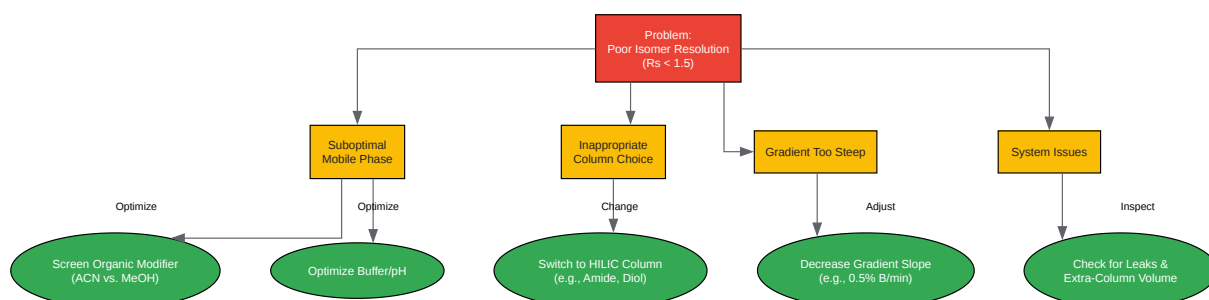 Problem:
Poor Isomer Resolution
(Rs < 1.5)
Suboptimal
Mobile Phase
Inappropriate
Column Choice
Gradient Too Steep
System Issues
Optimize
Optimize
Change
Adjust
Inspect
Screen Organic Modifier
(ACN vs. MeOH)
Optimize Buffer/pH
Switch to HILIC Column
(e.g., Amide, Diol)
Decrease Gradient Slope
(e.g., 0.5% B/min)
Check for Leaks &
Extra-Column Volume